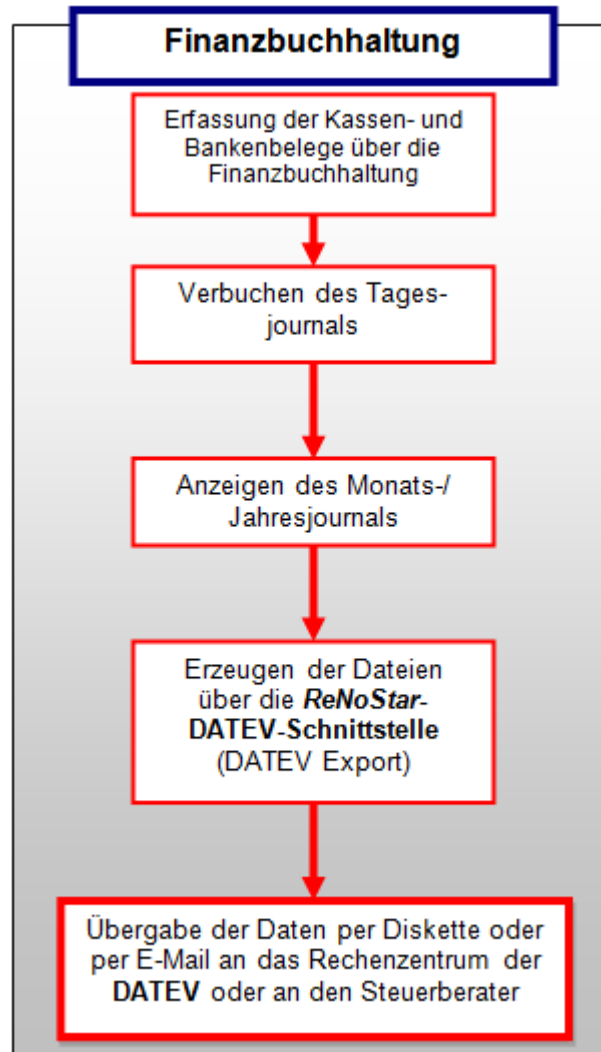 Finanzbuchhaltung
Erfassung der Kassen- und
Bankenbelege über die
Finanzbuchhaltung
Verbuchen des Tages-
journals
Anzeigen des Monats-/
Jahresjournals
Erzeugen der Dateien
über die ReNoStar-
DATEV-Schnittstelle
(DATEV Export)
Übergabe der Daten per Diskette oder
per E-Mail an das Rechenzentrum der
DATEV oder an den Steuerberater